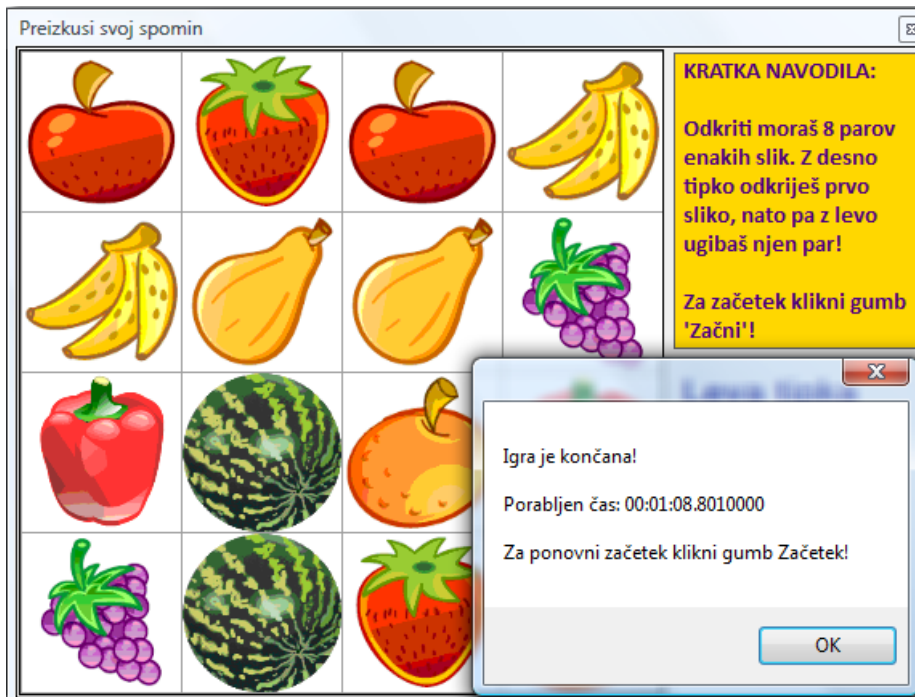 Preizkusi svoj spomin
KRATKA NAVODILA:
Odkriti moraš 8 parov
enakih slik. Z desno
tipko odkriješ prvo
sliko, nato pa z levo
ugibaš njen par!
Za začetek klikni gumb
'Začni'!
Leva tipka
Igra je končana!
Porabljen čas: 00:01:08.8010000
Za ponovni začetek klikni gumb Začetek!
OK